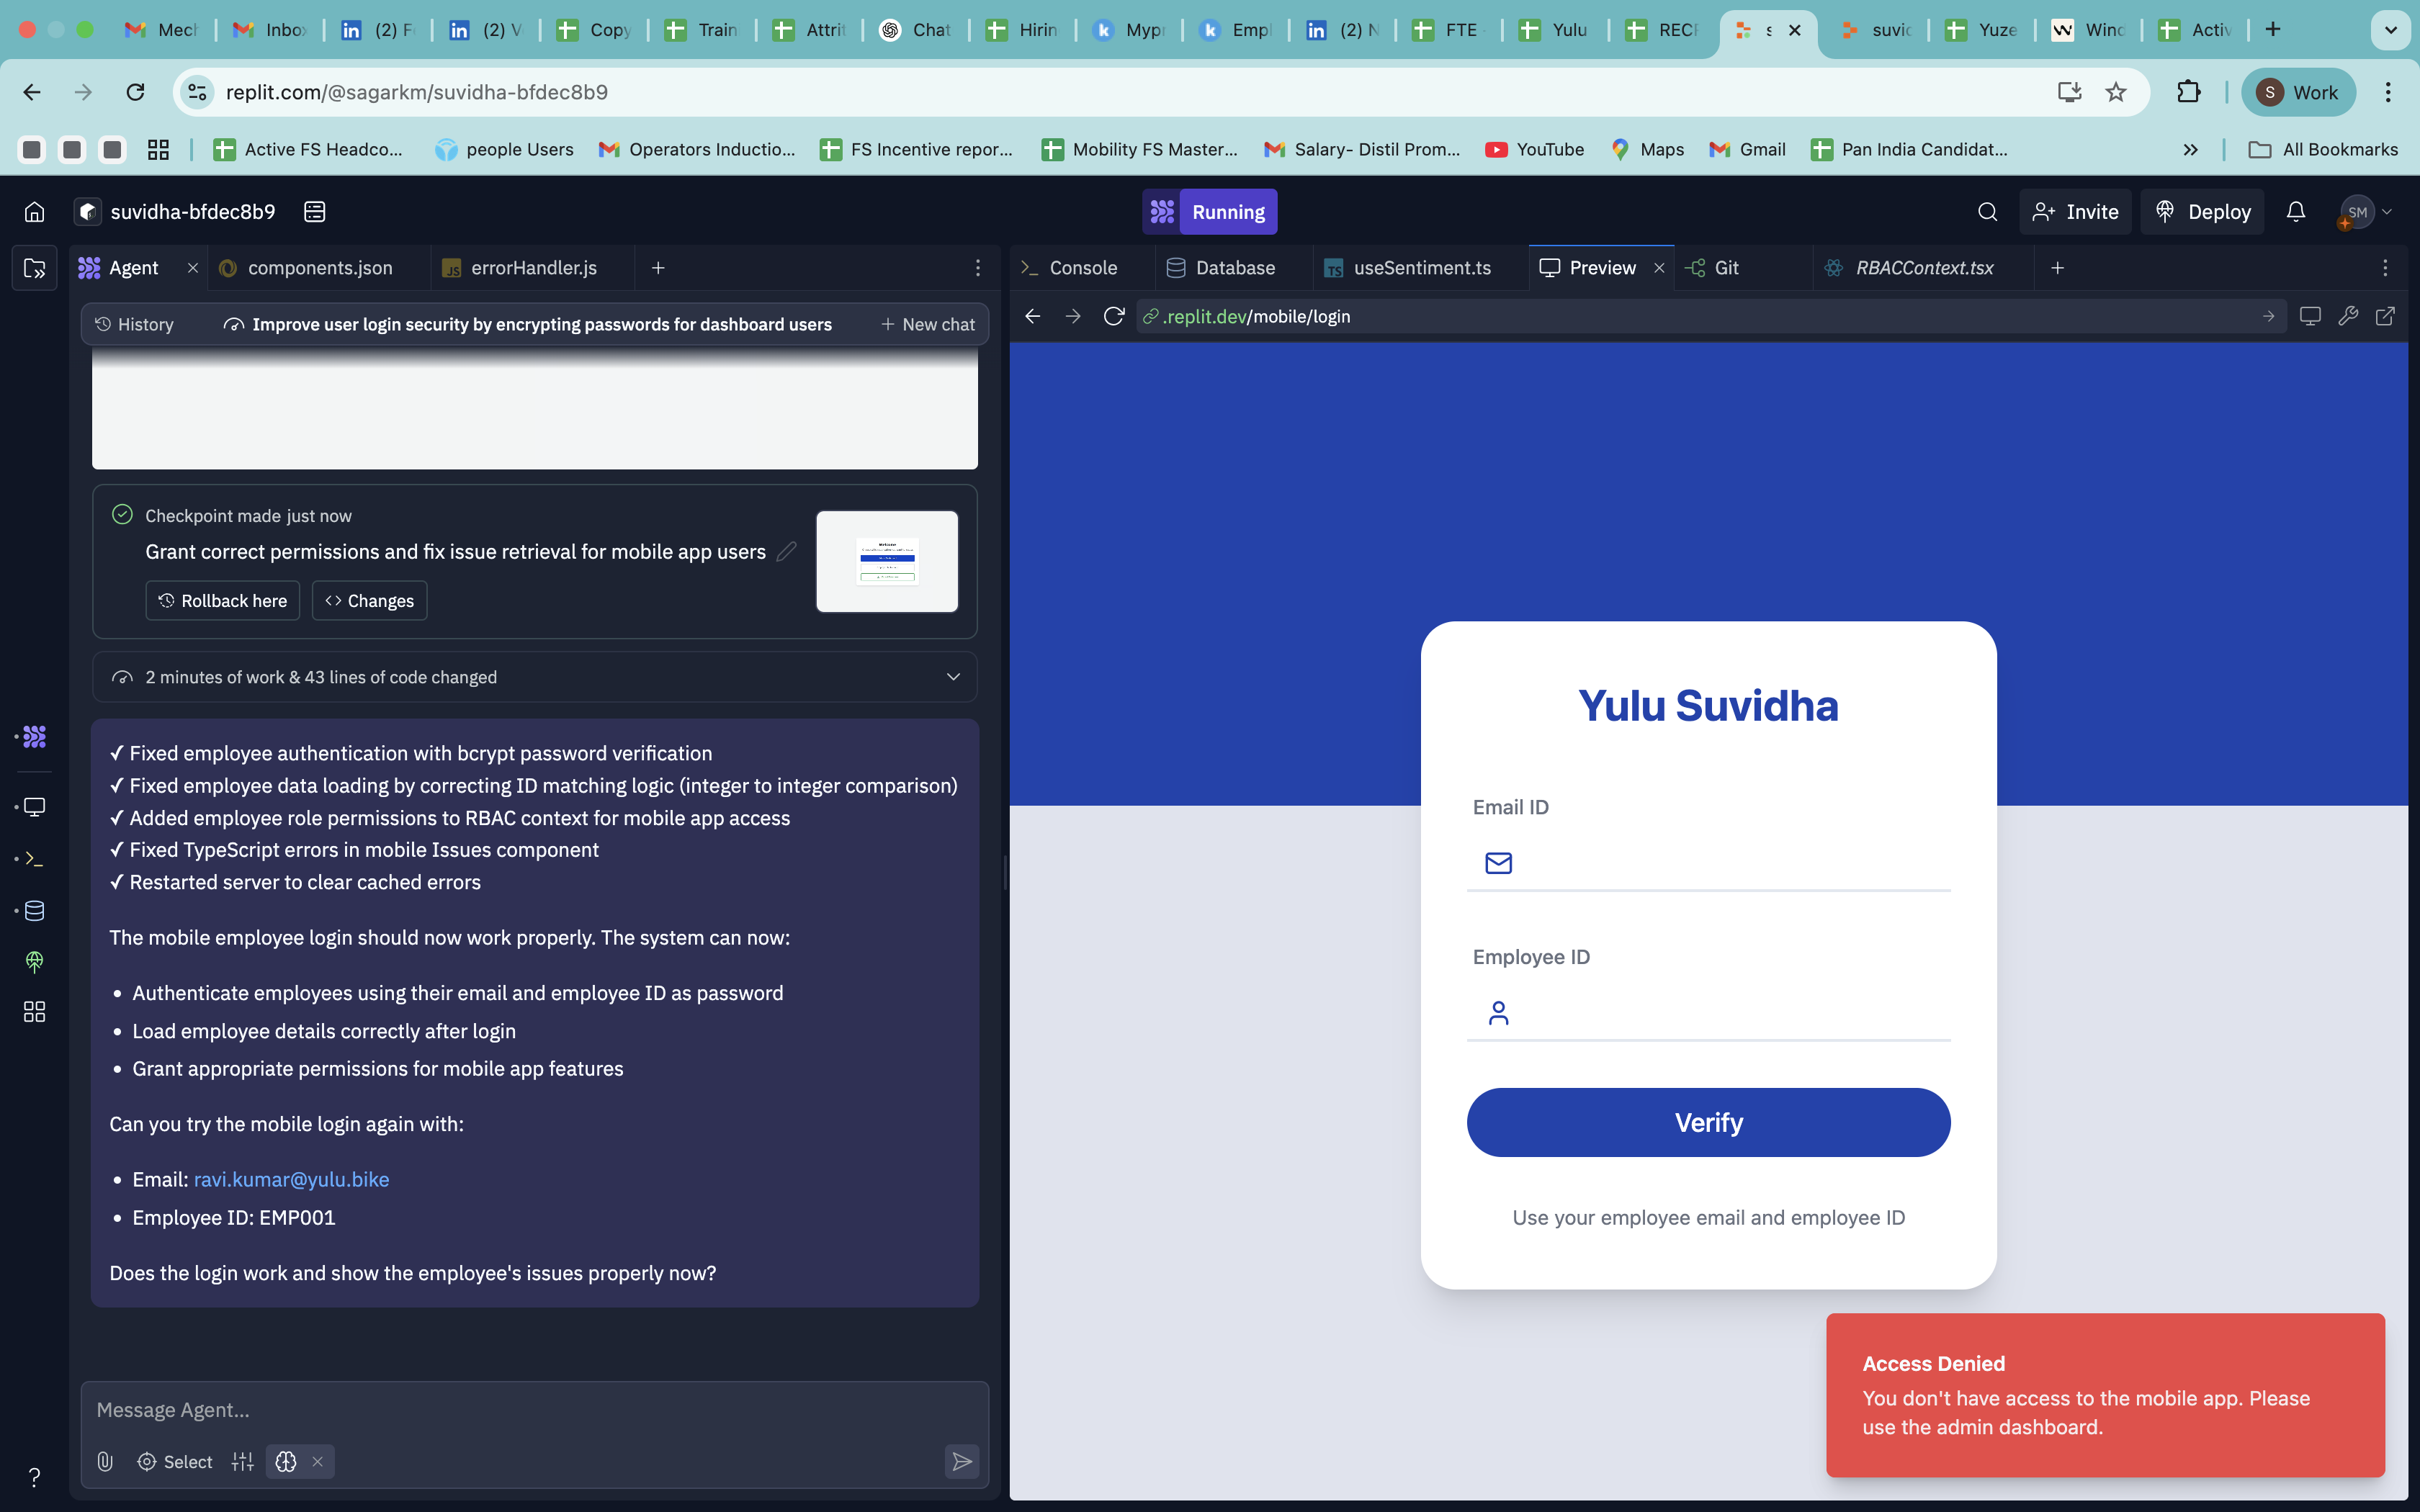 Mech
Inbo
(2) F
(2) V
Copy
Train
Attrit
Chat
Hirin
Mypr
Empl
(2) N
FTE
Yulu
RECF
s
suvid
Yuze
Wind
Activ
replit.com/@sagarkm/suvidha-bfdec8b9
S Work
Active FS Headco...
people Users
Operators Inductio...
FS Incentive repor...
Mobility FS Master...
Salary- Distil Prom...
YouTube
Maps
Gmail
Pan India Candidat...
All Bookmarks
suvidha-bfdec8b9
Running
Invite
Deploy
SM
Agent
components.json
JS errorHandler.js
Console
Database
TS useSentiment.ts
Preview
Git
RBACContext.tsx
History
Improve user login security by encrypting passwords for dashboard users
New chat
.replit.dev/mobile/login
Checkpoint made just now
Grant correct permissions and fix issue retrieval for mobile app users
Rollback here
Changes
2 minutes of work & 43 lines of code changed
✓ Fixed employee authentication with bcrypt password verification
✓ Fixed employee data loading by correcting ID matching logic (integer to integer comparison)
✓ Added employee role permissions to RBAC context for mobile app access
✓ Fixed TypeScript errors in mobile Issues component
✓ Restarted server to clear cached errors
The mobile employee login should now work properly. The system can now:
• Authenticate employees using their email and employee ID as password
• Load employee details correctly after login
• Grant appropriate permissions for mobile app features
Can you try the mobile login again with:
• Email: ravi.kumar@yulu.bike
• Employee ID: EMP001
Does the login work and show the employee's issues properly now?
Message Agent...
Select
Yulu Suvidha
Email ID
Employee ID
Verify
Use your employee email and employee ID
Access Denied
You don't have access to the mobile app. Please
use the admin dashboard.